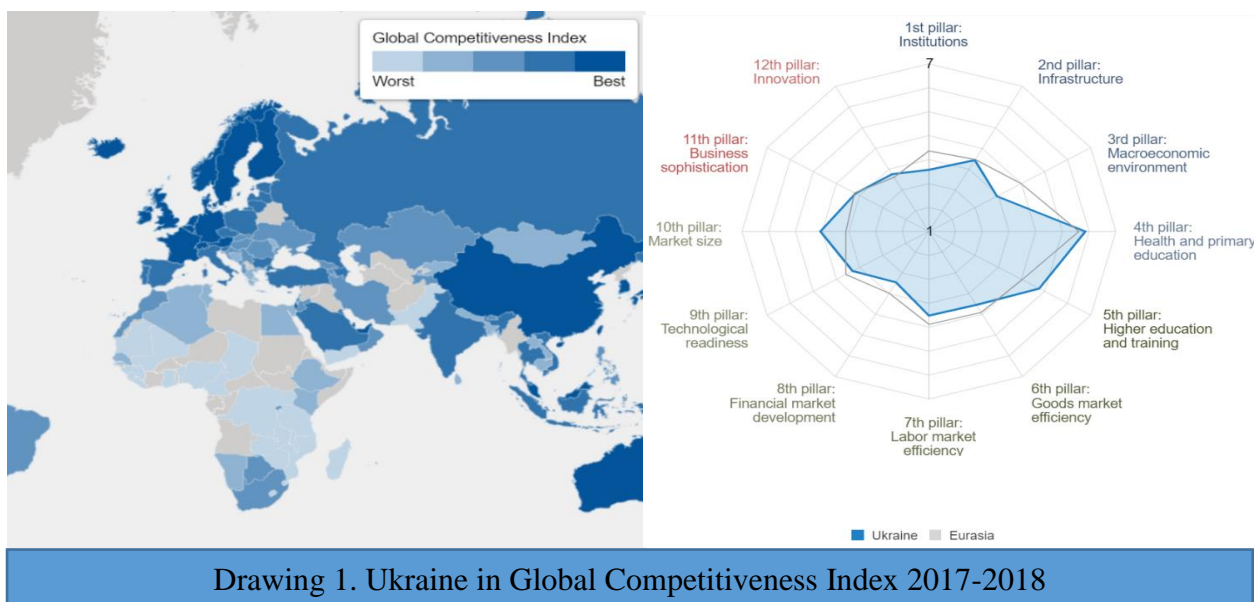 Global Competitiveness Index
Worst
Best
1st pillar:
Institutions
7
2nd pillar:
Infrastructure
3rd pillar:
Macroeconomic
environment
4th pillar:
Health and primary
education
5th pillar:
Higher education
and training
6th pillar:
Goods market
efficiency
7th pillar:
Labor market
efficiency
8th pillar:
Financial market
development
9th pillar:
Technological
readiness
10th pillar:
Market size
11th pillar:
Business
sophistication
12th pillar:
Innovation
1
Ukraine
Eurasia
Drawing 1. Ukraine in Global Competitiveness Index 2017-2018